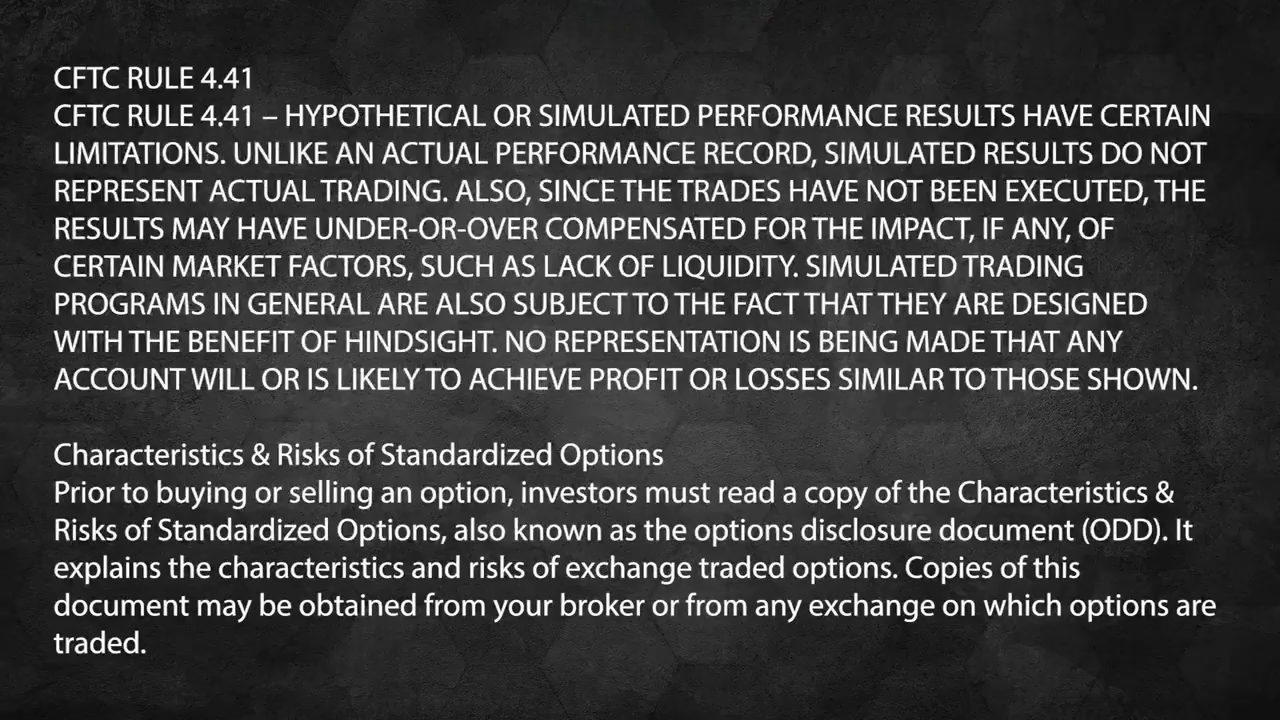 CFTC RULE 4.41
CFTC RULE 4.41 – HYPOTHETICAL OR SIMULATED PERFORMANCE RESULTS HAVE CERTAIN
LIMITATIONS. UNLIKE AN ACTUAL PERFORMANCE RECORD, SIMULATED RESULTS DO NOT
REPRESENT ACTUAL TRADING. ALSO, SINCE THE TRADES HAVE NOT BEEN EXECUTED, THE
RESULTS MAY HAVE UNDER-OR-OVER COMPENSATED FOR THE IMPACT, IF ANY, OF
CERTAIN MARKET FACTORS, SUCH AS LACK OF LIQUIDITY. SIMULATED TRADING
PROGRAMS IN GENERAL ARE ALSO SUBJECT TO THE FACT THAT THEY ARE DESIGNED
WITH THE BENEFIT OF HINDSIGHT. NO REPRESENTATION IS BEING MADE THAT ANY
ACCOUNT WILL OR IS LIKELY TO ACHIEVE PROFIT OR LOSSES SIMILAR TO THOSE SHOWN.
Characteristics & Risks of Standardized Options
Prior to buying or selling an option, investors must read a copy of the Characteristics &
Risks of Standardized Options, also known as the options disclosure document (ODD). It
explains the characteristics and risks of exchange traded options. Copies of this
document may be obtained from your broker or from any exchange on which options are
traded.